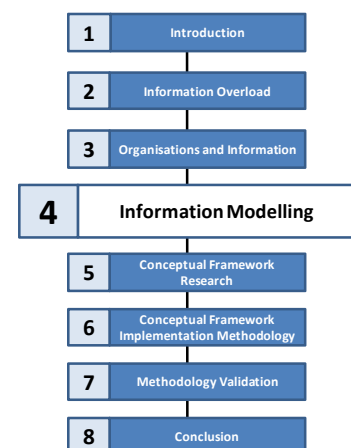 1 Introduction
2 Information Overload
3 Organisations and Information
4 Information Modelling
5 Conceptual Framework
Research
6 Conceptual Framework
Implementation Methodology
7 Methodology Validation
8 Conclusion